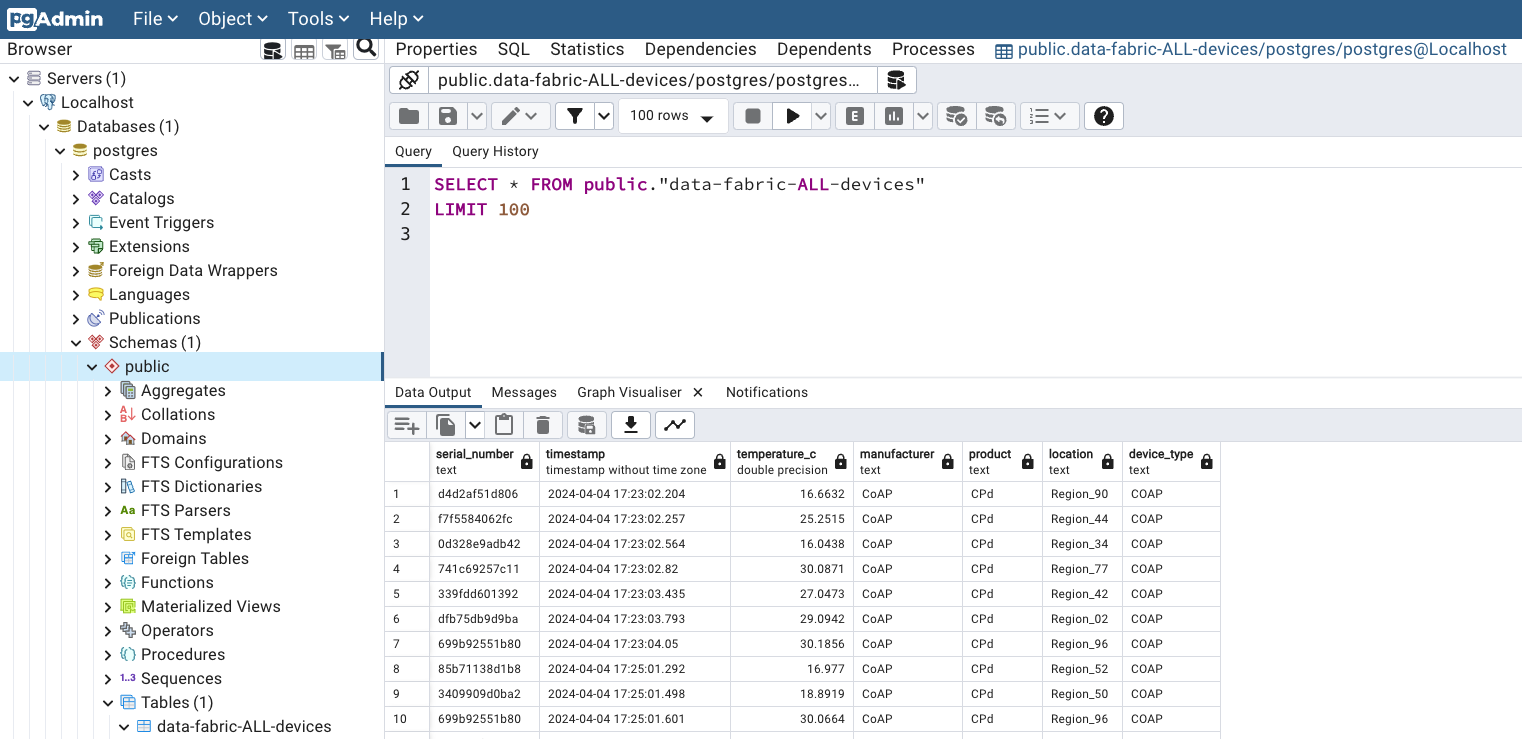 pgAdmin File Object Tools Help
Browser
Properties SQL Statistics Dependencies Dependents Processes public.data-fabric-ALL-devices/postgres/postgres@Localhost
Servers (1)
Localhost
Databases (1)
postgres
Casts
Catalogs
Event Triggers
Extensions
Foreign Data Wrappers
Languages
Publications
Schemas (1)
public
Aggregates
Collations
Domains
FTS Configurations
FTS Dictionaries
Aa FTS Parsers
FTS Templates
Foreign Tables
Functions
Materialized Views
Operators
Procedures
1..3 Sequences
Tables (1)
data-fabric-ALL-devices
public.data-fabric-ALL-devices/postgres/postgres...
100 rows E ?
Query Query History
1 SELECT * FROM public."data-fabric-ALL-devices"
2 LIMIT 100
3
Data Output Messages Graph Visualiser Notifications
serial_number timestamp temperature_c manufacturer product location device_type
text timestamp without time zone double precision text text text text
1 d4d2af51d806 2024-04-04 17:23:02.204 16.6632 CoAP CPd Region_90 COAP
2 f7f5584062fc 2024-04-04 17:23:02.257 25.2515 CoAP CPd Region_44 COAP
3 0d328e9adb42 2024-04-04 17:23:02.564 16.0438 CoAP CPd Region_34 COAP
4 741c69257c11 2024-04-04 17:23:02.82 30.0871 CoAP CPd Region_77 COAP
5 339fdd601392 2024-04-04 17:23:03.435 27.0473 CoAP CPd Region_42 COAP
6 dfb75db9d9ba 2024-04-04 17:23:03.793 29.0942 CoAP CPd Region_02 COAP
7 699b92551b80 2024-04-04 17:23:04.05 30.1856 CoAP CPd Region_96 COAP
8 85b71138d1b8 2024-04-04 17:25:01.292 16.977 CoAP CPd Region_52 COAP
9 3409909d0ba2 2024-04-04 17:25:01.498 18.8919 CoAP CPd Region_50 COAP
10 699b92551b80 2024-04-04 17:25:01.601 30.0664 CoAP CPd Region_96 COAP